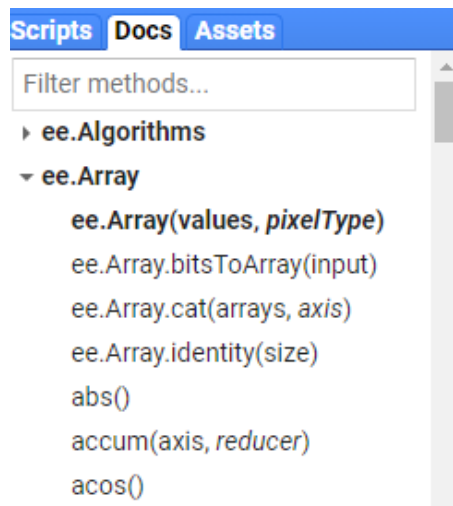 Scripts Docs Assets
Filter methods...
ee.Algorithms
ee.Array
ee.Array(values, pixelType)
ee.Array.bitsToArray(input)
ee.Array.cat(arrays, axis)
ee.Array.identity(size)
abs()
accum(axis, reducer)
acos()